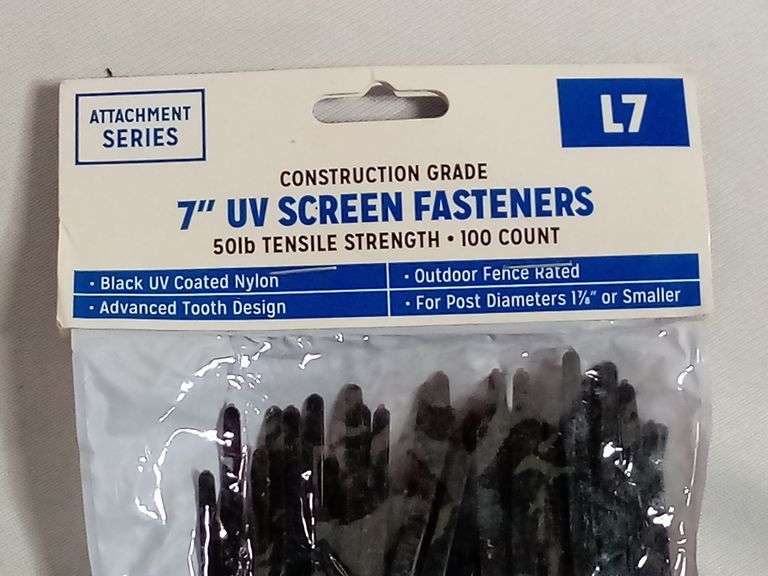 ATTACHMENT
SERIES
L7
CONSTRUCTION GRADE
7" UV SCREEN FASTENERS
50lb TENSILE STRENGTH • 100 COUNT
• Black UV Coated Nylon
• Outdoor Fence Rated
• Advanced Tooth Design
• For Post Diameters 1⅞" or Smaller